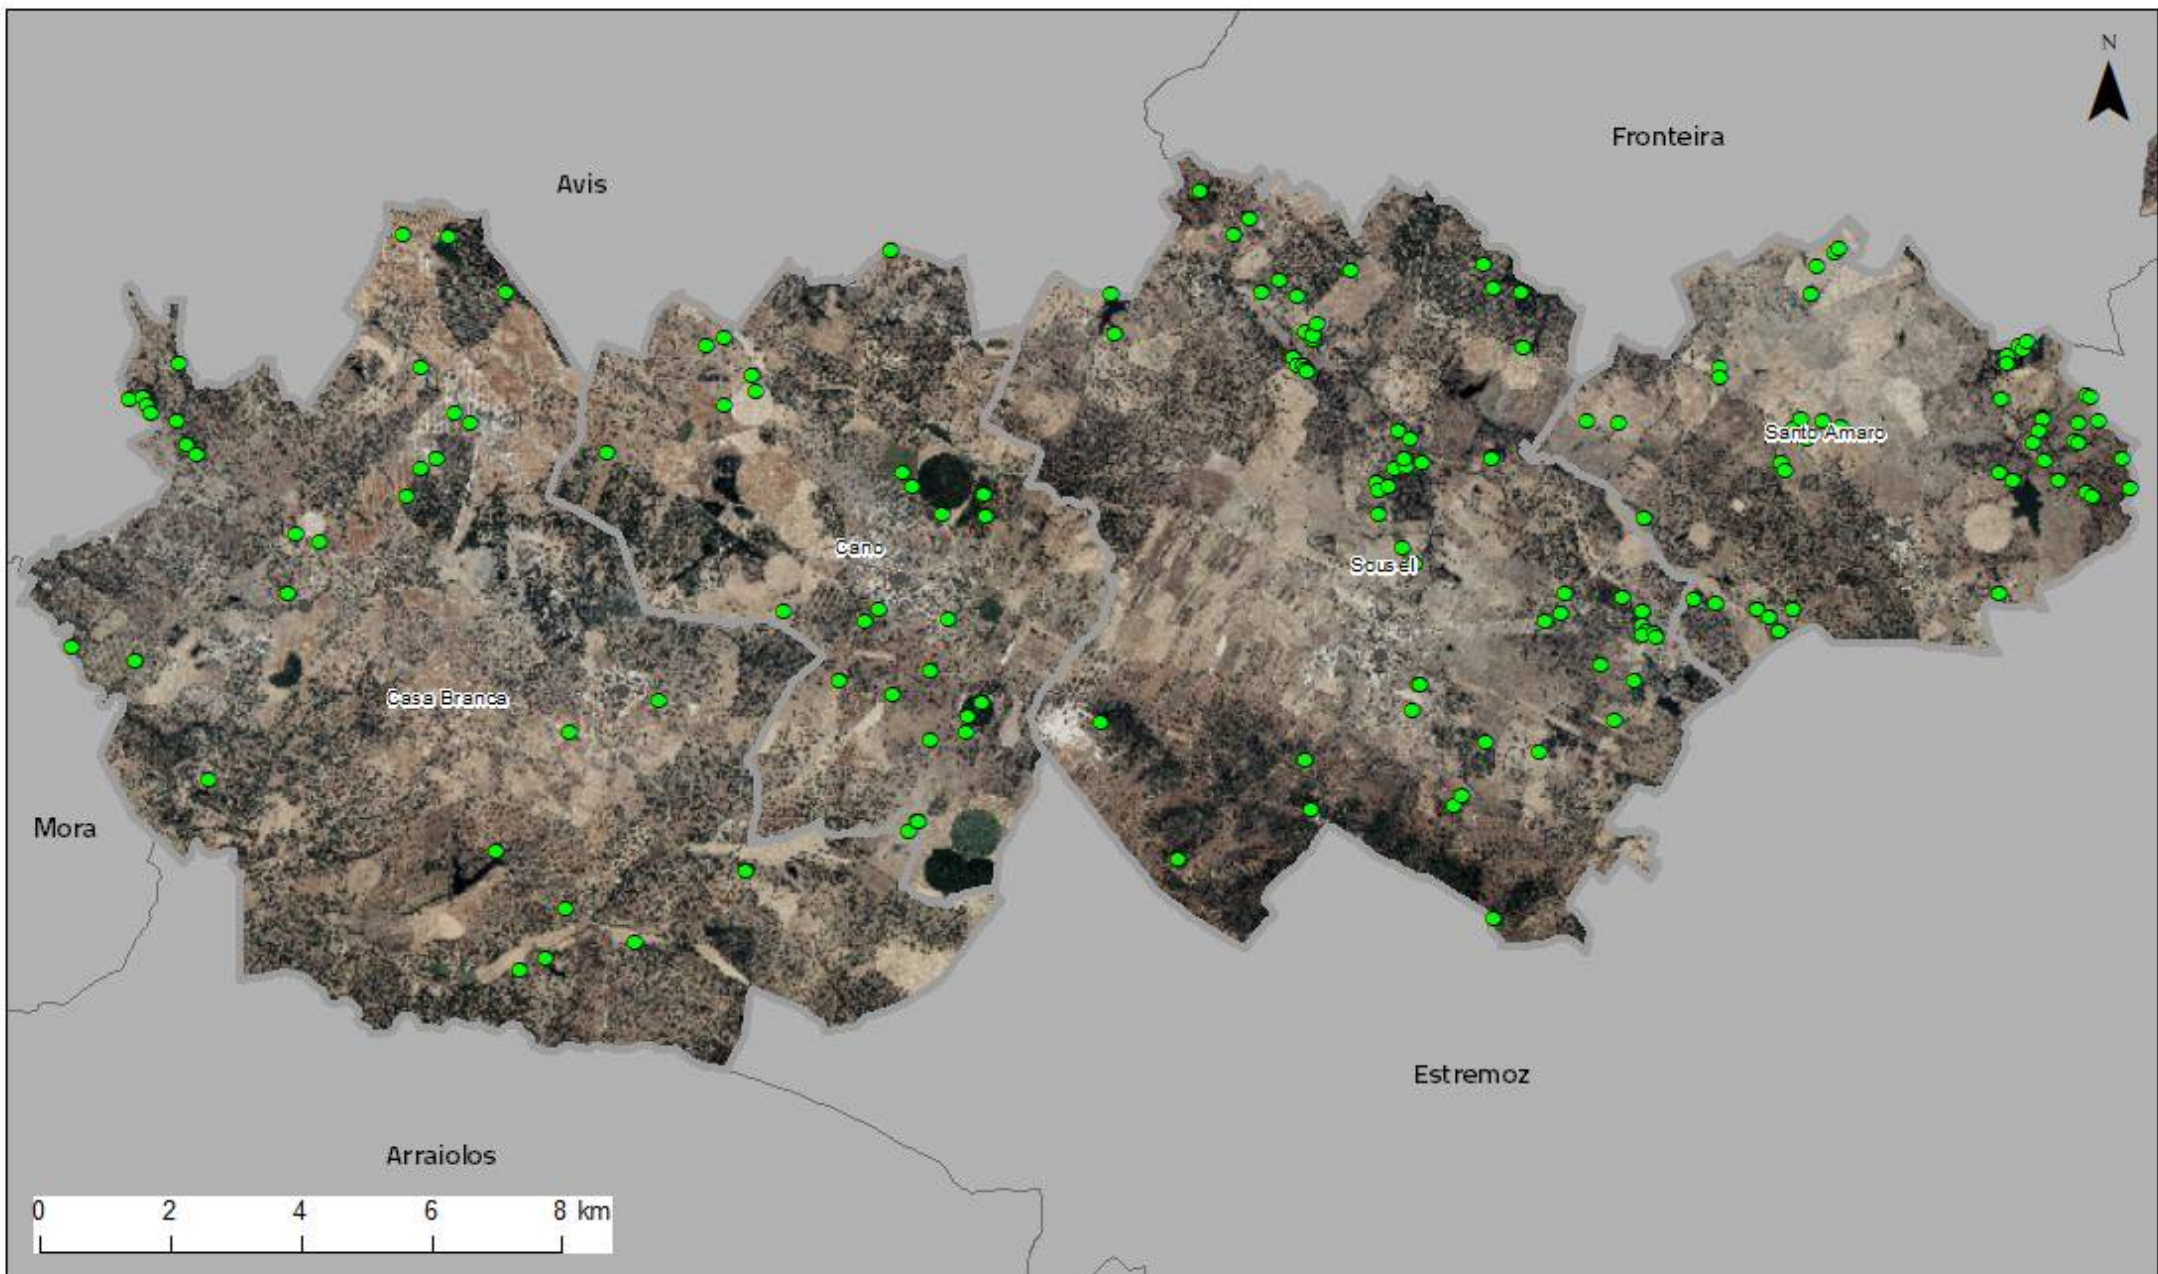 N
Fronteira
Avis
Santo Amaro
Cano
Sousel
Casa Branca
Mora
Estremoz
Arraiolos
0 2 4 6 8 km